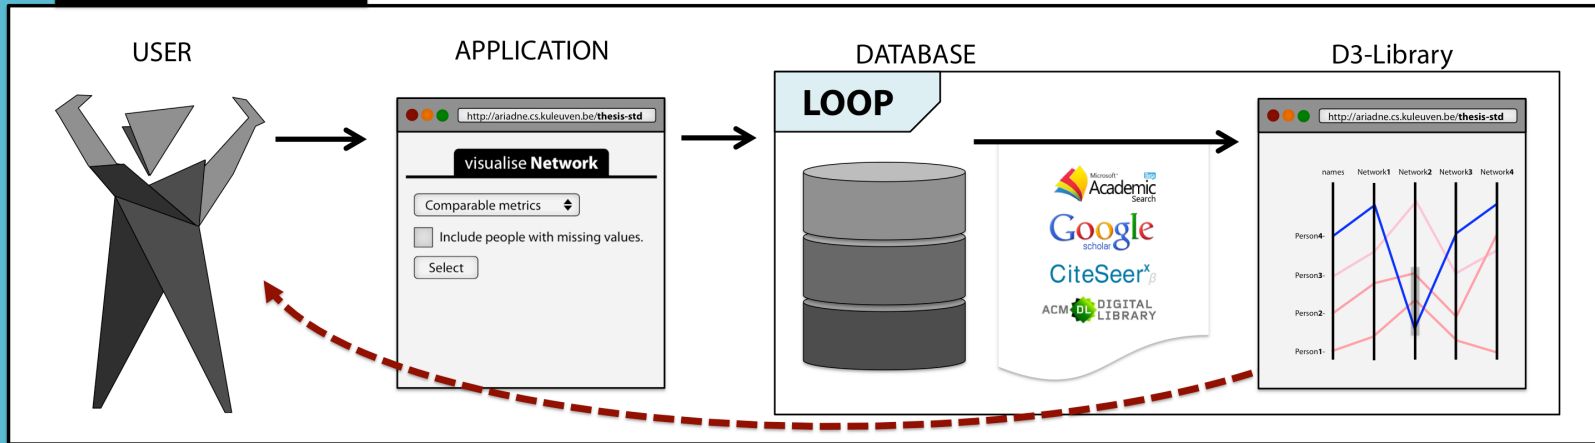 USER
APPLICATION
DATABASE
D3-Library
http://ariadne.cs.kuleuven.be/thesis-std
visualise Network
Comparable metrics
Include people with missing values.
Select
LOOP
Microsoft®
Beta
Academic
Search
Google
scholar
CiteSeerx β
ACM DL DIGITAL
LIBRARY
http://ariadne.cs.kuleuven.be/thesis-std
names Network1 Network2 Network3 Network4
Person4-
Person3-
Person2-
Person1-